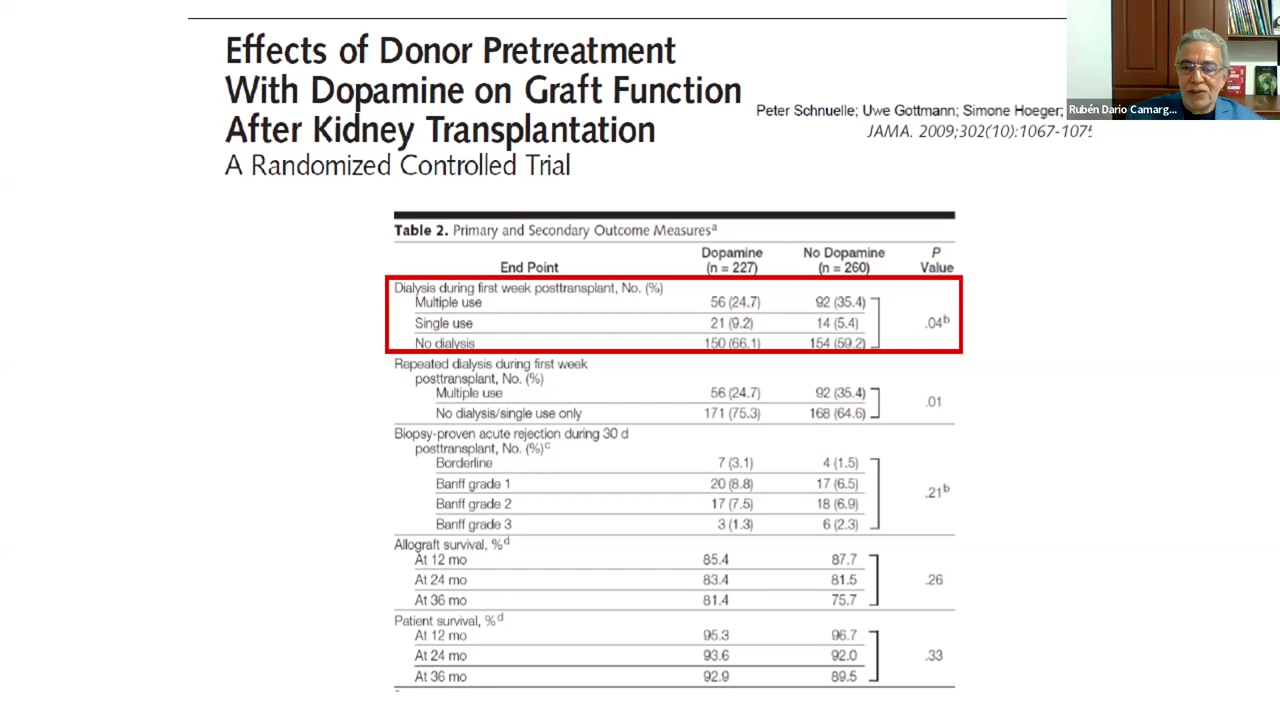 Effects of Donor Pretreatment
With Dopamine on Graft Function
After Kidney Transplantation
A Randomized Controlled Trial
Peter Schnuelle; Uwe Gottmann; Simone Hoeger;
JAMA. 2009;302(10):1067-1075
Rubén Dario Camarg...
Table 2. Primary and Secondary Outcome Measuresa
End Point Dopamine (n = 227) No Dopamine (n = 260) P Value
Dialysis during first week posttransplant, No. (%)
Multiple use 56 (24.7) 92 (35.4)
Single use 21 (9.2) 14 (5.4) .04b
No dialysis 150 (66.1) 154 (59.2)
Repeated dialysis during first week
posttransplant, No. (%)
Multiple use 56 (24.7) 92 (35.4) .01
No dialysis/single use only 171 (75.3) 168 (64.6)
Biopsy-proven acute rejection during 30 d
posttransplant, No. (%)c
Borderline 7 (3.1) 4 (1.5)
Banff grade 1 20 (8.8) 17 (6.5) .21b
Banff grade 2 17 (7.5) 18 (6.9)
Banff grade 3 3 (1.3) 6 (2.3)
Allograft survival, %d
At 12 mo 85.4 87.7
At 24 mo 83.4 81.5 .26
At 36 mo 81.4 75.7
Patient survival, %d
At 12 mo 95.3 96.7
At 24 mo 93.6 92.0 .33
At 36 mo 92.9 89.5